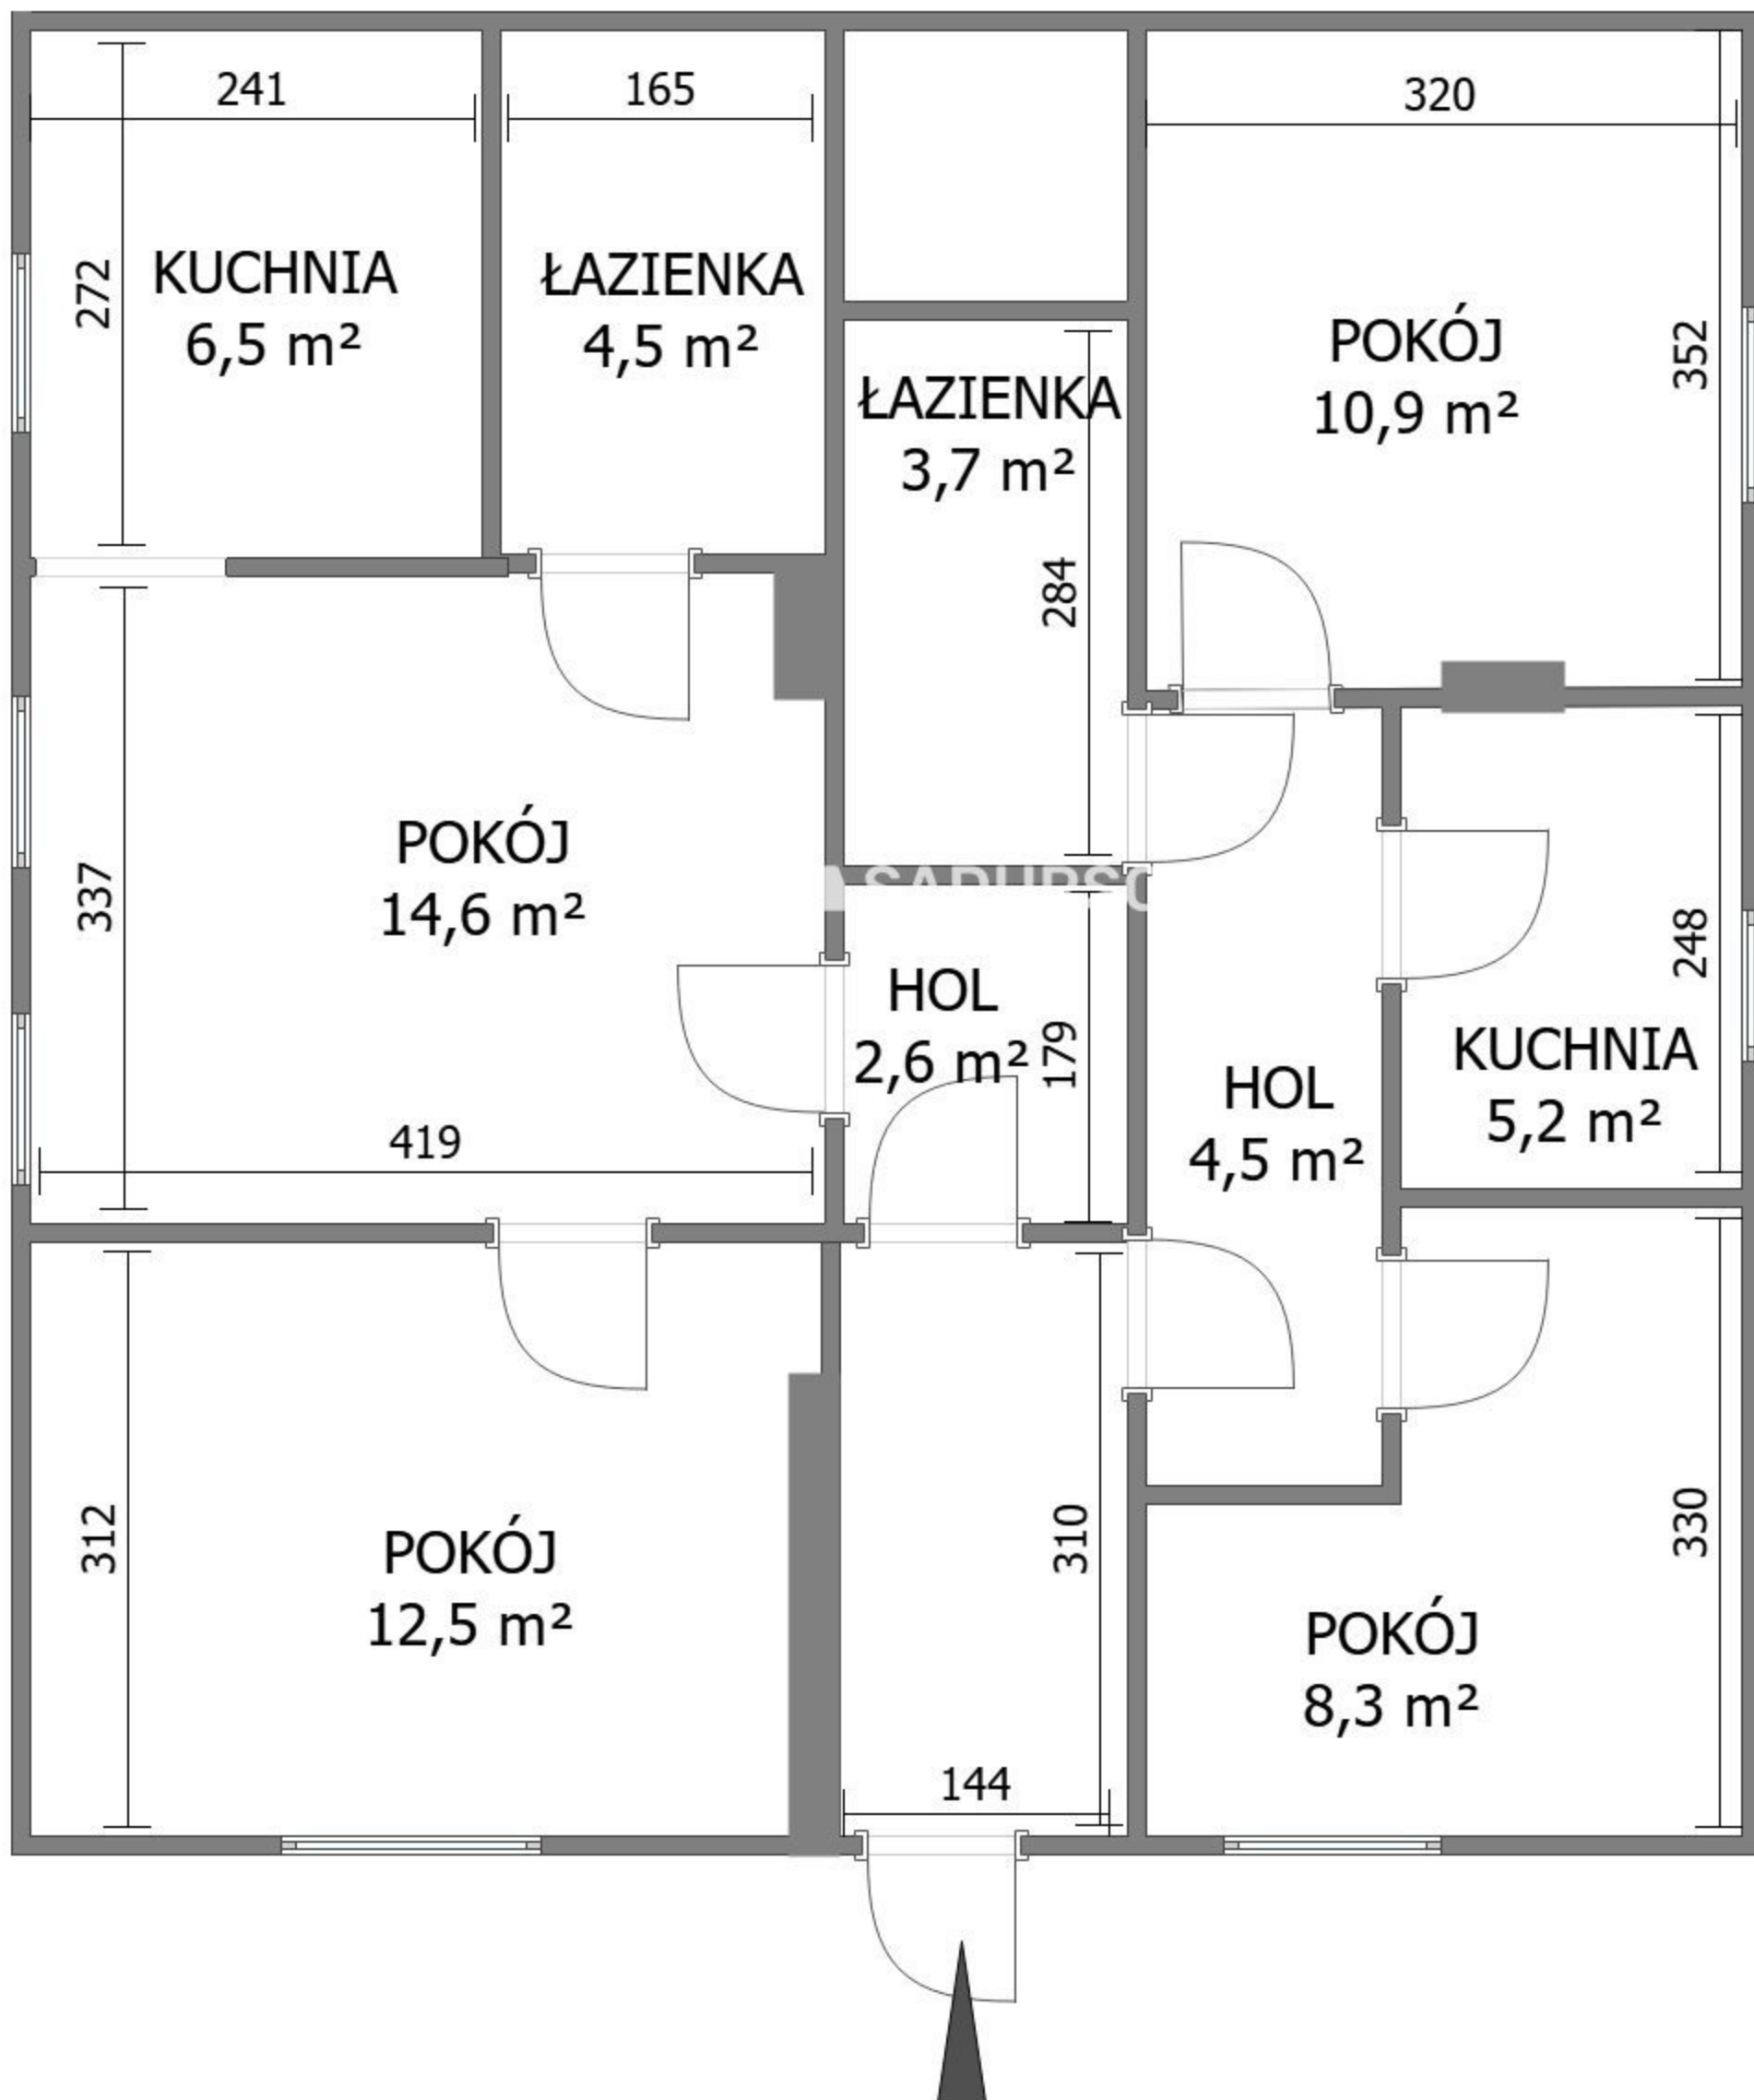 241
165
320
272
KUCHNIA
6,5 m²
ŁAZIENKA
4,5 m²
POKÓJ
10,9 m²
352
ŁAZIENKA
3,7 m²
284
POKÓJ
14,6 m²
337
419
HOL
2,6 m²
179
HOL
4,5 m²
248
KUCHNIA
5,2 m²
312
POKÓJ
12,5 m²
310
144
330
POKÓJ
8,3 m²